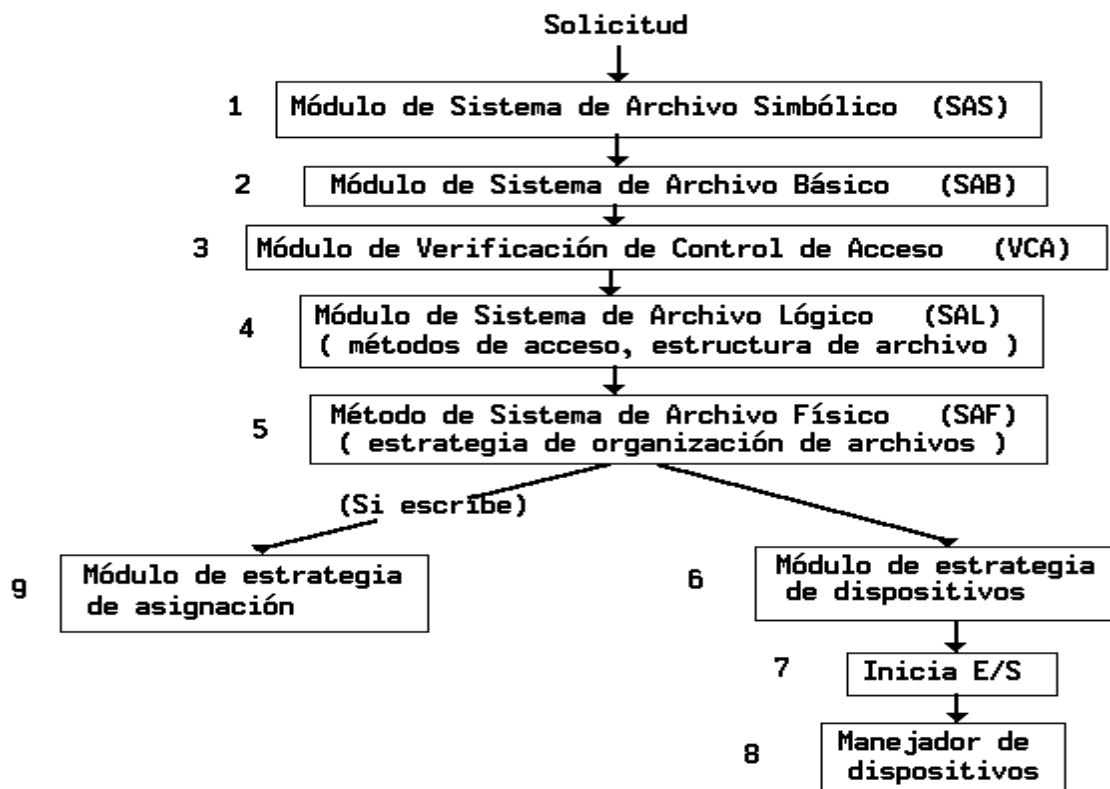 Solicitud
1 Módulo de Sistema de Archivo Simbólico (SAS)
2 Módulo de Sistema de Archivo Básico (SAB)
3 Módulo de Verificación de Control de Acceso (VCA)
4 Módulo de Sistema de Archivo Lógico (SAL)
( métodos de acceso, estructura de archivo )
5 Método de Sistema de Archivo Físico (SAF)
( estrategia de organización de archivos )
(Si escribe)
9 Módulo de estrategia
de asignación
6 Módulo de estrategia
de dispositivos
7 Inicia E/S
8 Manejador de
dispositivos